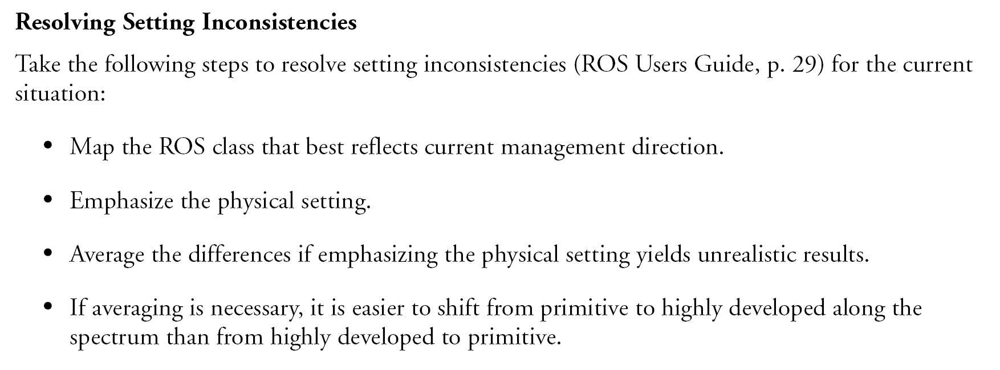 Resolving Setting Inconsistencies
Take the following steps to resolve setting inconsistencies (ROS Users Guide, p. 29) for the current
situation:
• Map the ROS class that best reflects current management direction.
• Emphasize the physical setting.
• Average the differences if emphasizing the physical setting yields unrealistic results.
• If averaging is necessary, it is easier to shift from primitive to highly developed along the
spectrum than from highly developed to primitive.